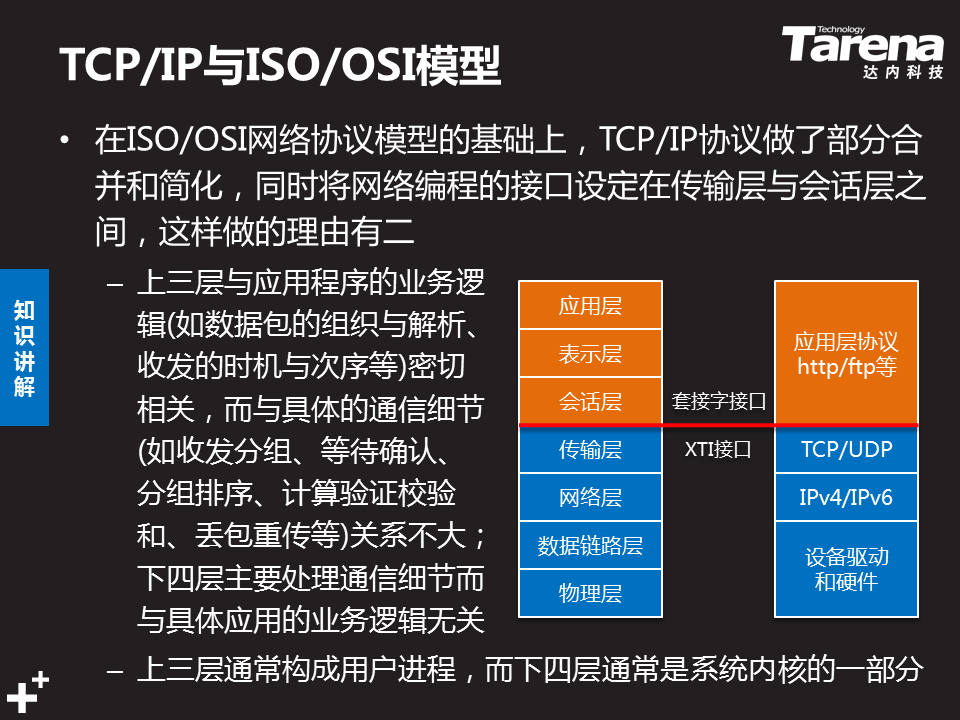 TCP/IP与ISO/OSI模型
Technology
Tarena
达内科技
• 在ISO/OSI网络协议模型的基础上，TCP/IP协议做了部分合
并和简化，同时将网络编程的接口设定在传输层与会话层之
间，这样做的理由有二
– 上三层与应用程序的业务逻
辑(如数据包的组织与解析、
收发的时机与次序等)密切
相关，而与具体的通信细节
(如收发分组、等待确认、
分组排序、计算验证校验
和、丢包重传等)关系不大；
下四层主要处理通信细节而
与具体应用的业务逻辑无关
– 上三层通常构成用户进程，而下四层通常是系统内核的一部分
知识讲解
应用层
表示层
会话层
传输层
网络层
数据链路层
物理层
套接字接口
XTI接口
应用层协议
http/ftp等
TCP/UDP
IPv4/IPv6
设备驱动
和硬件